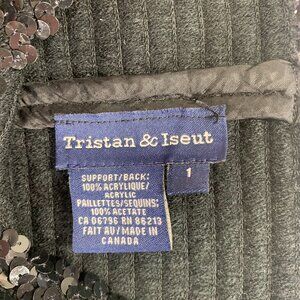 Tristan & Iseut
1
SUPPORT/BACK:
100% ACRYLIQUE/
ACRYLIC
PAILLETTES/SEQUINS:
100% ACETATE
CA 06796 RN 86213
FAIT AU/ MADE IN
CANADA